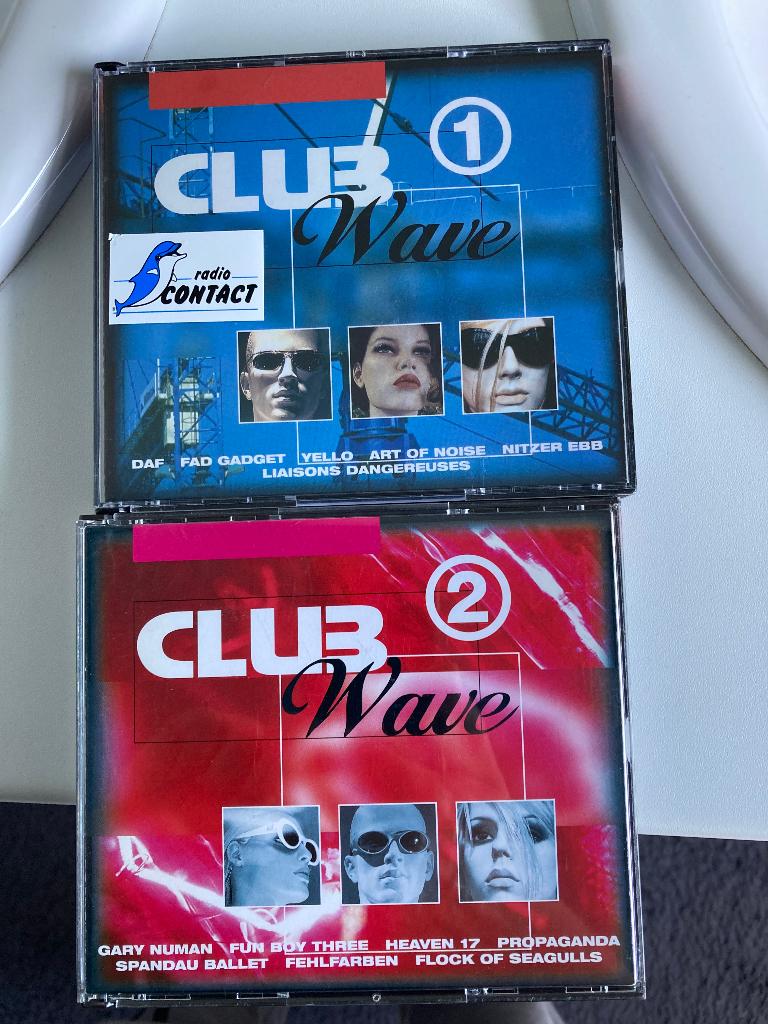 1
CLUB
Wave
radio
CONTACT
DAF FAD GADGET YELLO ART OF NOISE NITZER EBB
LIAISONS DANGEREUSES
2
CLUB
Wave
GARY NUMAN FUN BOY THREE HEAVEN 17 PROPAGANDA
SPANDAU BALLET FEHLFARBEN FLOCK OF SEAGULLS